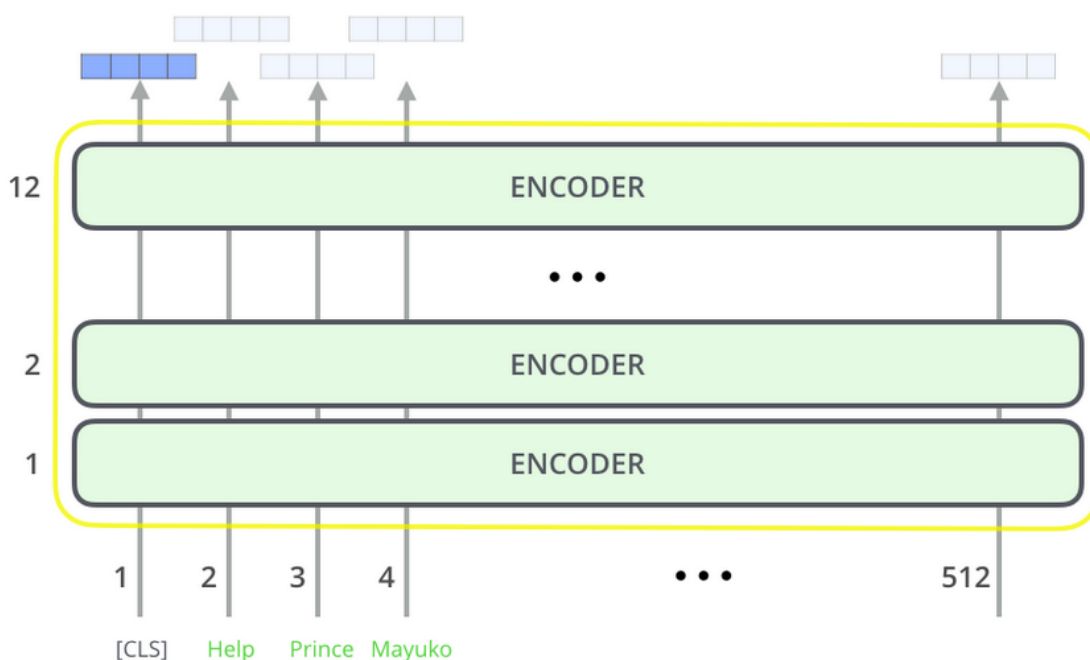 12 ENCODER
•••
2 ENCODER
1 ENCODER
1 2 3 4 ••• 512
[CLS] Help Prince Mayuko